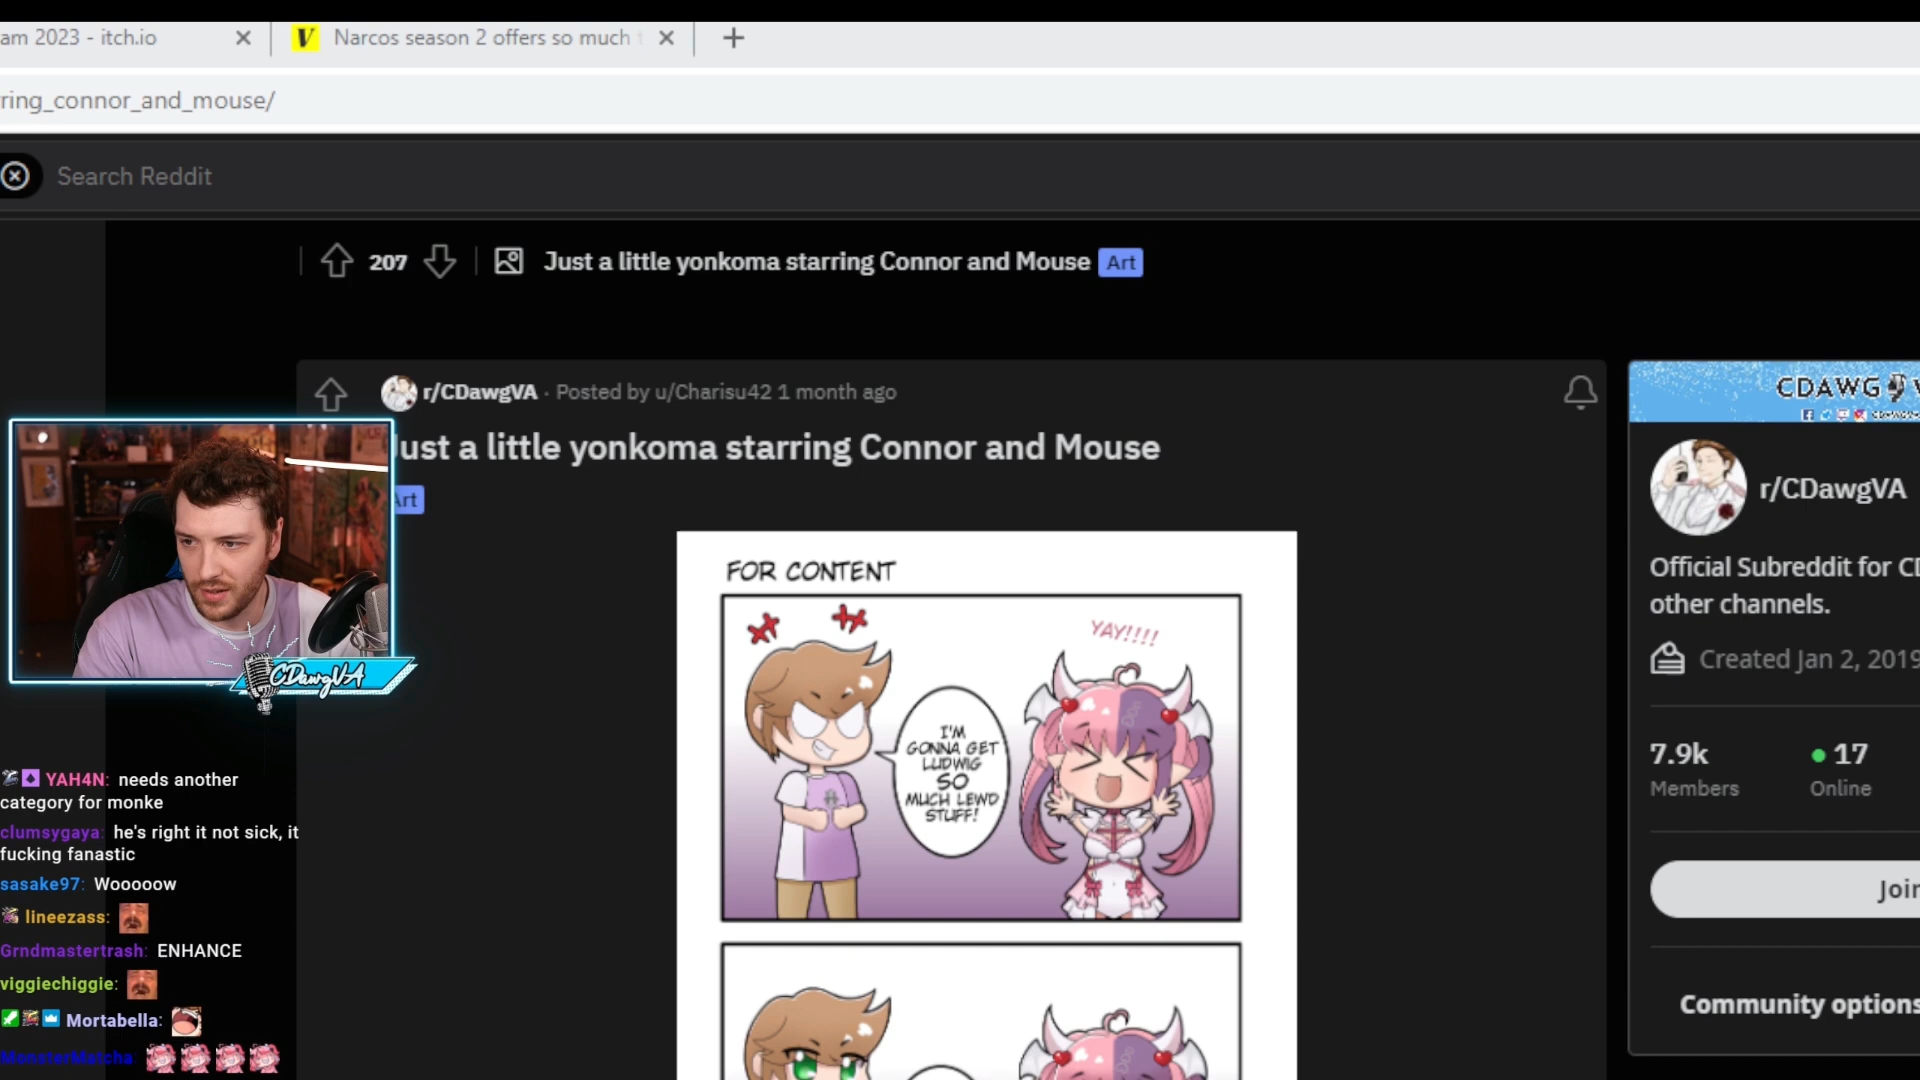 am 2023 - itch.io
V Narcos season 2 offers so much
ring_connor_and_mouse/
Search Reddit
207 Just a little yonkoma starring Connor and Mouse Art
r/CDawgVA · Posted by u/Charisu42 1 month ago
Just a little yonkoma starring Connor and Mouse
Art
FOR CONTENT
YAY!!!!
I'M
GONNA GET
LUDWIG
SO
MUCH LEWD
STUFF!
CDawgVA
YAH4N: needs another
category for monke
clumsygaya: he's right it not sick, it
fucking fanastic
sasake97: Wooooow
lineezass:
Grndmastertrash: ENHANCE
viggiechiggie:
Mortabella:
MonsterMatcha:
CDAWG V
r/CDawgVA
Official Subreddit for CD
other channels.
Created Jan 2, 2019
7.9k
Members
17
Online
Join
Community options